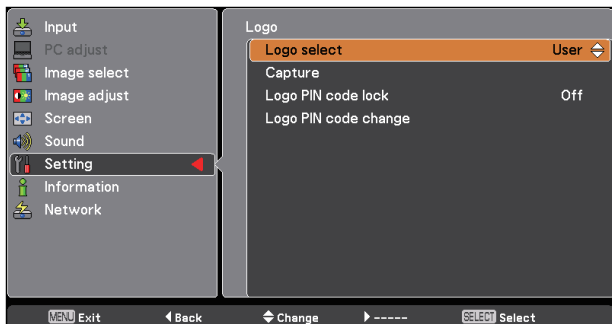 Input
PC adjust
Image select
Image adjust
Screen
Sound
Setting
Information
Network
Logo
Logo select User
Capture
Logo PIN code lock Off
Logo PIN code change
MENU Exit Back Change ----- SELECT Select